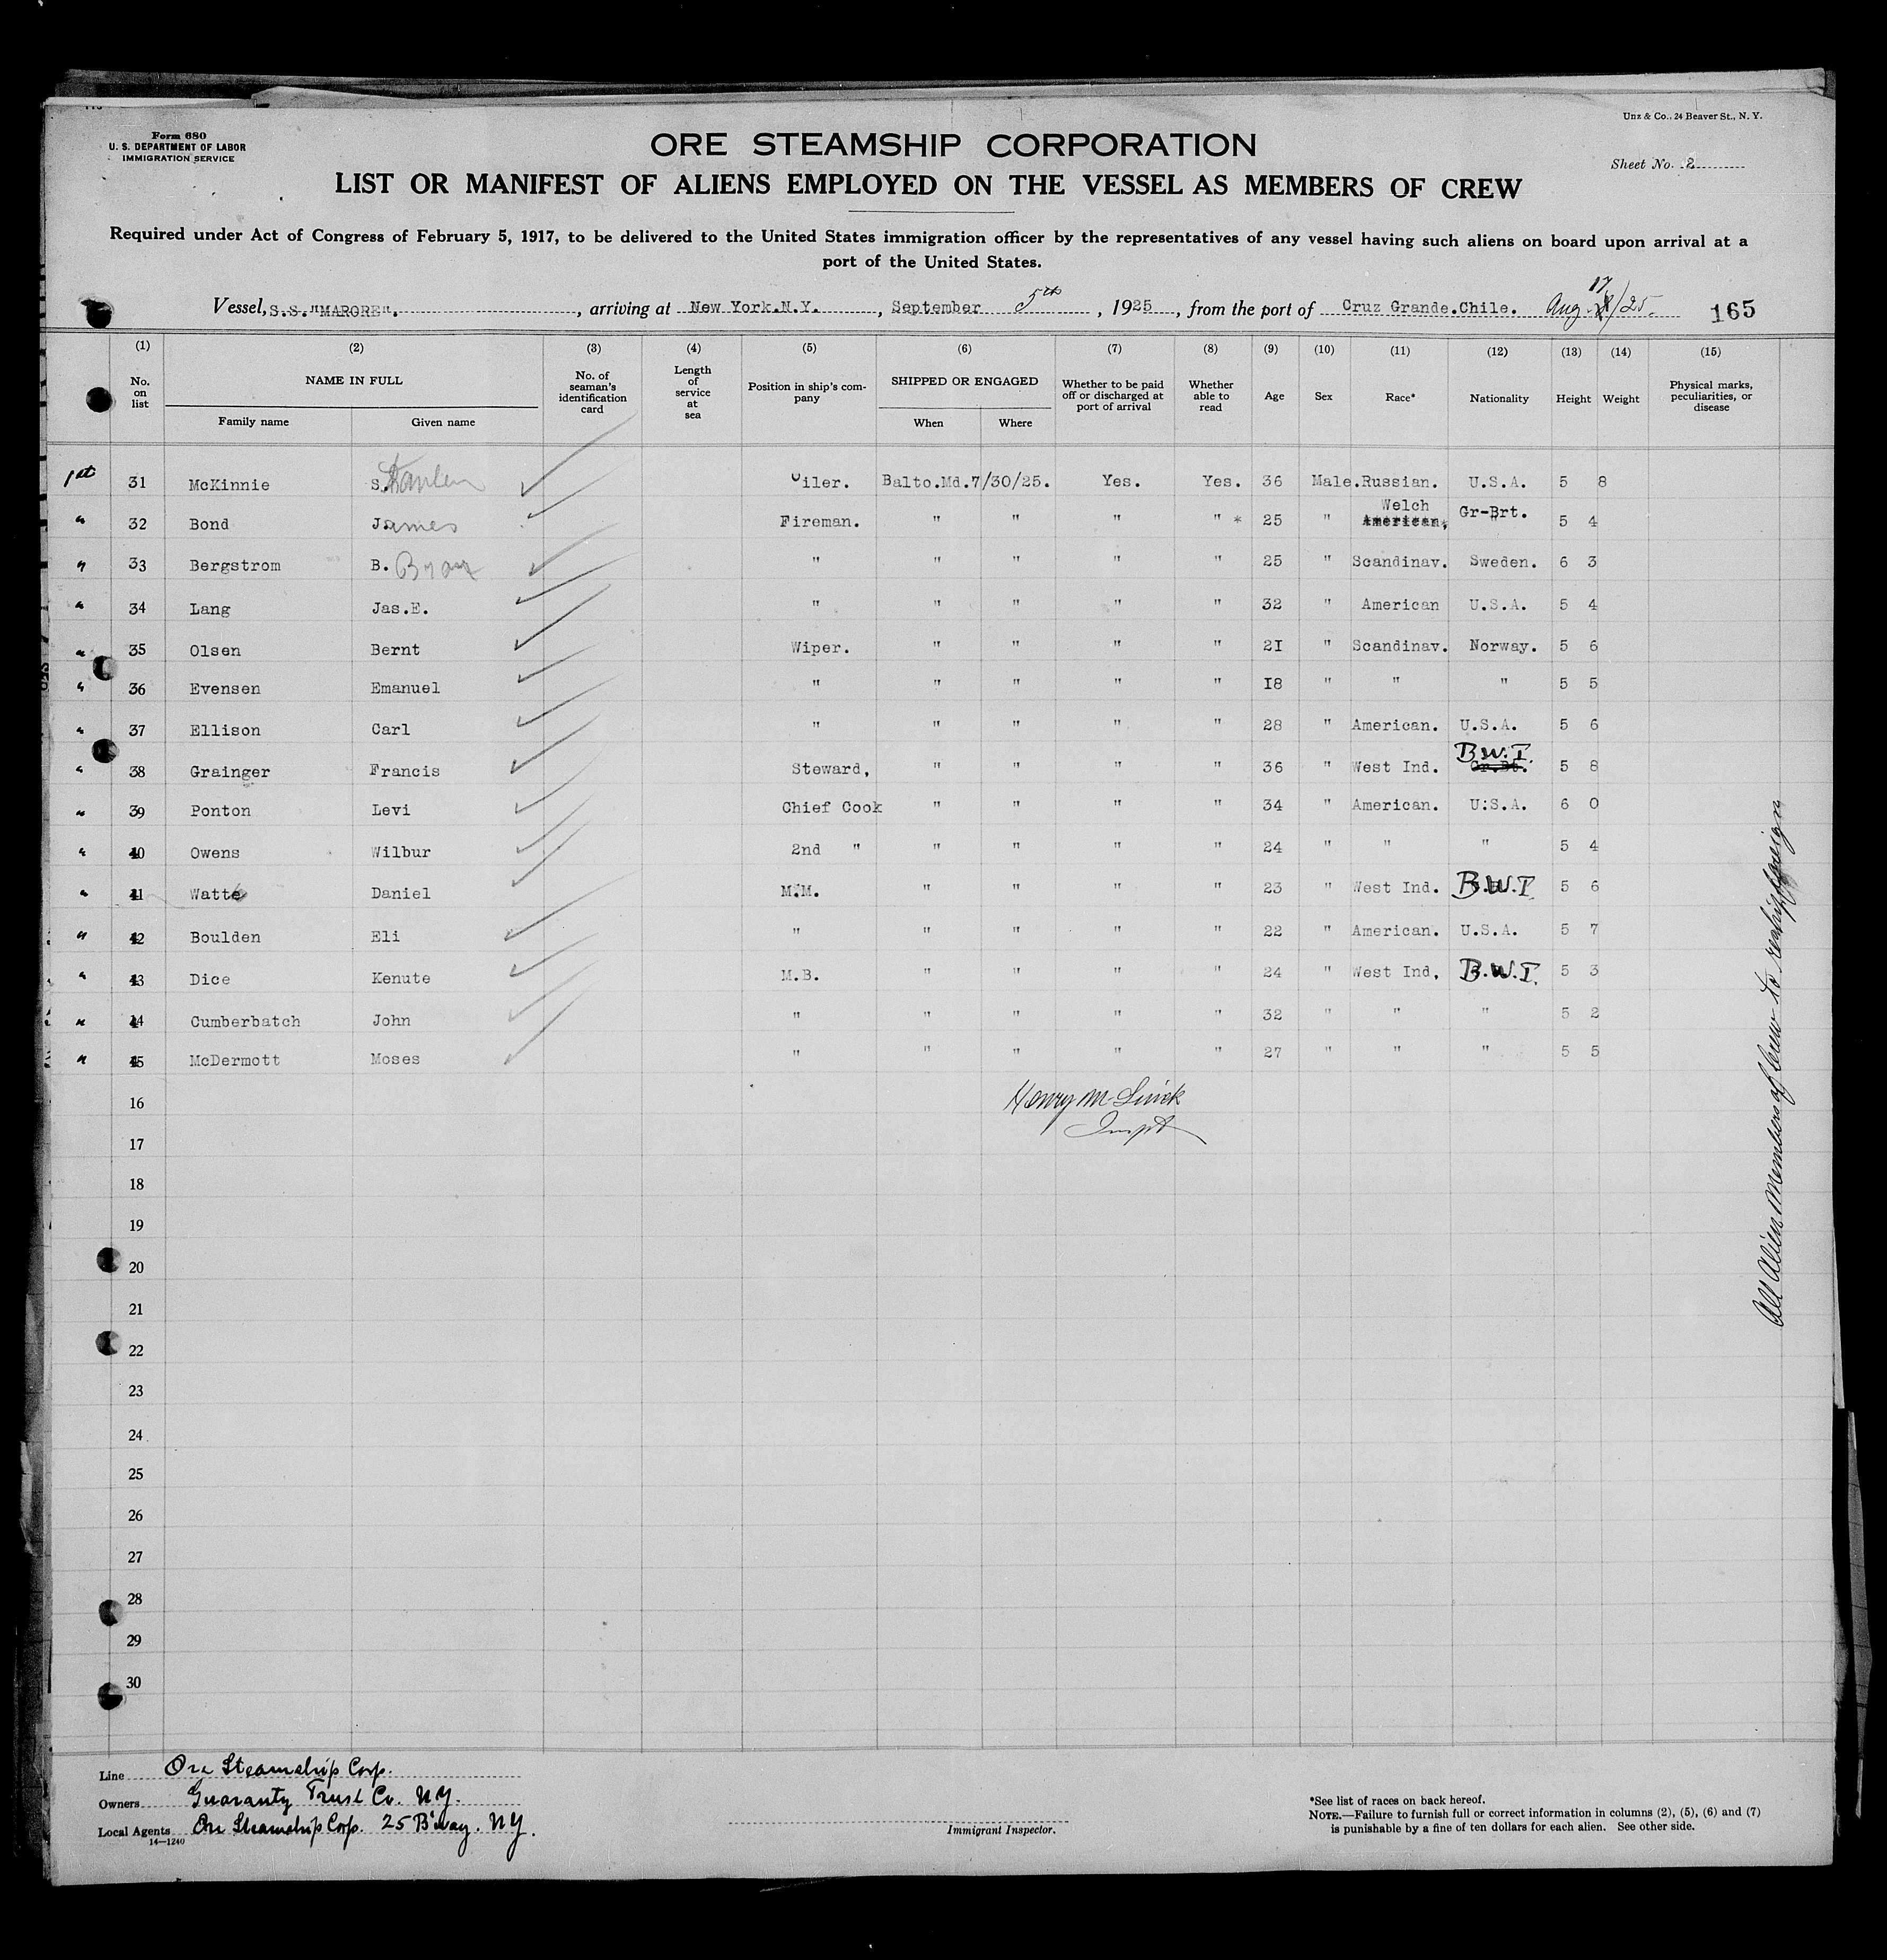 Form 680
U. S. DEPARTMENT OF LABOR
IMMIGRATION SERVICE
Unz & Co., 24 Beaver St., N. Y.
Sheet No. 2
ORE STEAMSHIP CORPORATION
LIST OR MANIFEST OF ALIENS EMPLOYED ON THE VESSEL AS MEMBERS OF CREW
Required under Act of Congress of February 5, 1917, to be delivered to the United States immigration officer by the representatives of any vessel having such aliens on board upon arrival at a
port of the United States.
Vessel, S.S."MARORE"., arriving at New York.N.Y., September 5th, 1925, from the port of Cruz Grande.Chile. Aug. 17/25. 165
(1) (2) (3) (4) (5) (6) (7) (8) (9) (10) (11) (12) (13) (14) (15)
No. on list NAME IN FULL Family name Given name No. of seaman's identification card Length of service at sea Position in ship's company SHIPPED OR ENGAGED When Where Whether to be paid off or discharged at port of arrival Whether able to read Age Sex Race* Nationality Height Weight Physical marks, peculiarities, or disease
1st 31 McKinnie S. Oiler. Balto.Md.7/30/25. Yes. Yes. 36 Male. Russian. U.S.A. 5 8
" 32 Bond James Fireman. " " " " * 25 " Welch American, Gr-Brt. 5 4
" 33 Bergstrom B. " " " " " 25 " Scandinav. Sweden. 6 3
" 34 Lang Jas.E. " " " " " 32 " American U.S.A. 5 4
" 35 Olsen Bernt Wiper. " " " " 21 " Scandinav. Norway. 5 6
" 36 Evensen Emanuel " " " " " 18 " " " 5 5
" 37 Ellison Carl " " " " " 28 " American. U.S.A. 5 6
" 38 Grainger Francis Steward, " " " " 36 " West Ind. B.W.I. Gr.Bt. 5 8
" 39 Ponton Levi Chief Cook " " " " 34 " American. U.S.A. 6 0
" 40 Owens Wilbur 2nd " " " " " 24 " " " 5 4
" 41 Watts Daniel M.M. " " " " 23 " West Ind. B.W.I 5 6
" 42 Boulden Eli " " " " " 22 " American. U.S.A. 5 7
" 43 Dice Kenute M.B. " " " " 24 " West Ind, B.W.I. 5 3
" 44 Cumberbatch John " " " " " 32 " " " 5 2
" 45 McDermott Moses " " " " " 27 " " " 5 5
16
Henry M.
Inspt
17
18
19
20
21
22
23
24
25
26
27
28
29
30
All Alien Members of Crew to reship foreign
Line Ore Steamship Corp.
Owners Guaranty Trust Co. NY.
Local Agents Ore Steamship Corp. 25 B'way. NY.
14—1240
Immigrant Inspector.
*See list of races on back hereof.
NOTE.—Failure to furnish full or correct information in columns (2), (5), (6) and (7)
is punishable by a fine of ten dollars for each alien. See other side.